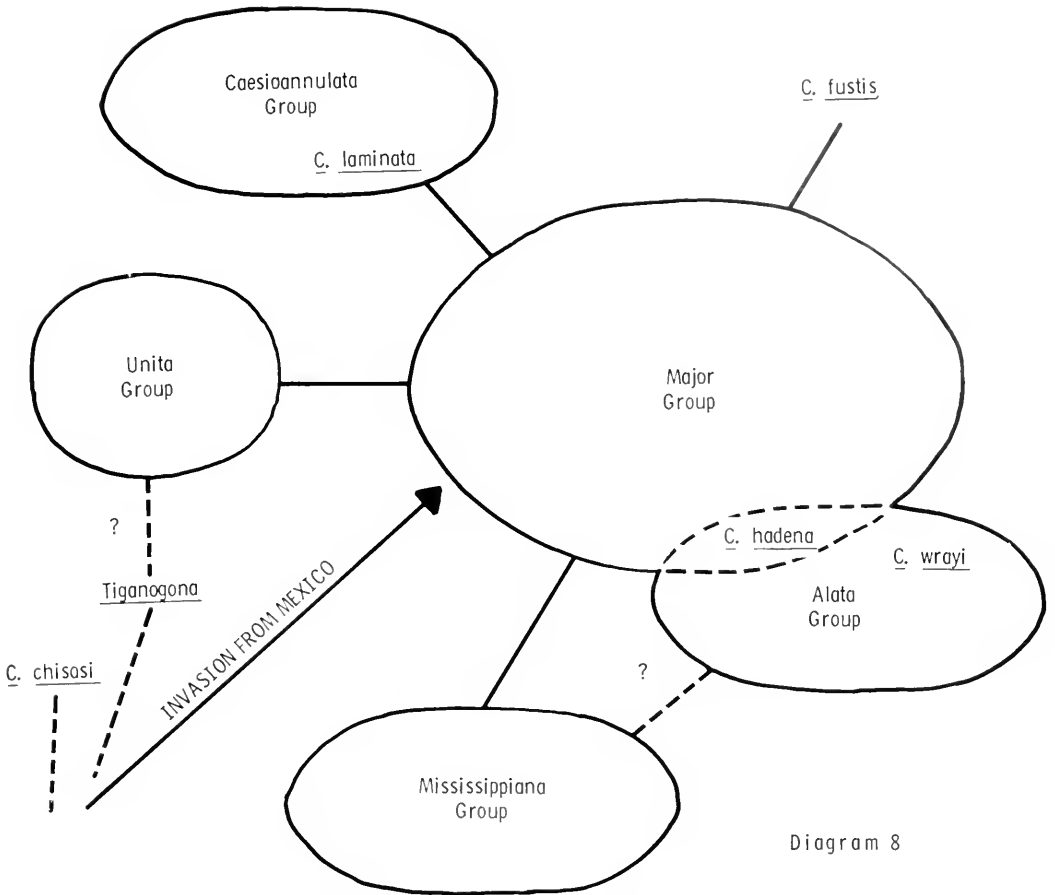 Caesioannulata
Group
C. laminata
C. fustis
Unita
Group
Major
Group
?
Tiganogona
C. chisosi
INVASION FROM MEXICO
C. hadena
C. wrayi
Alata
Group
?
Mississippiana
Group
Diagram 8